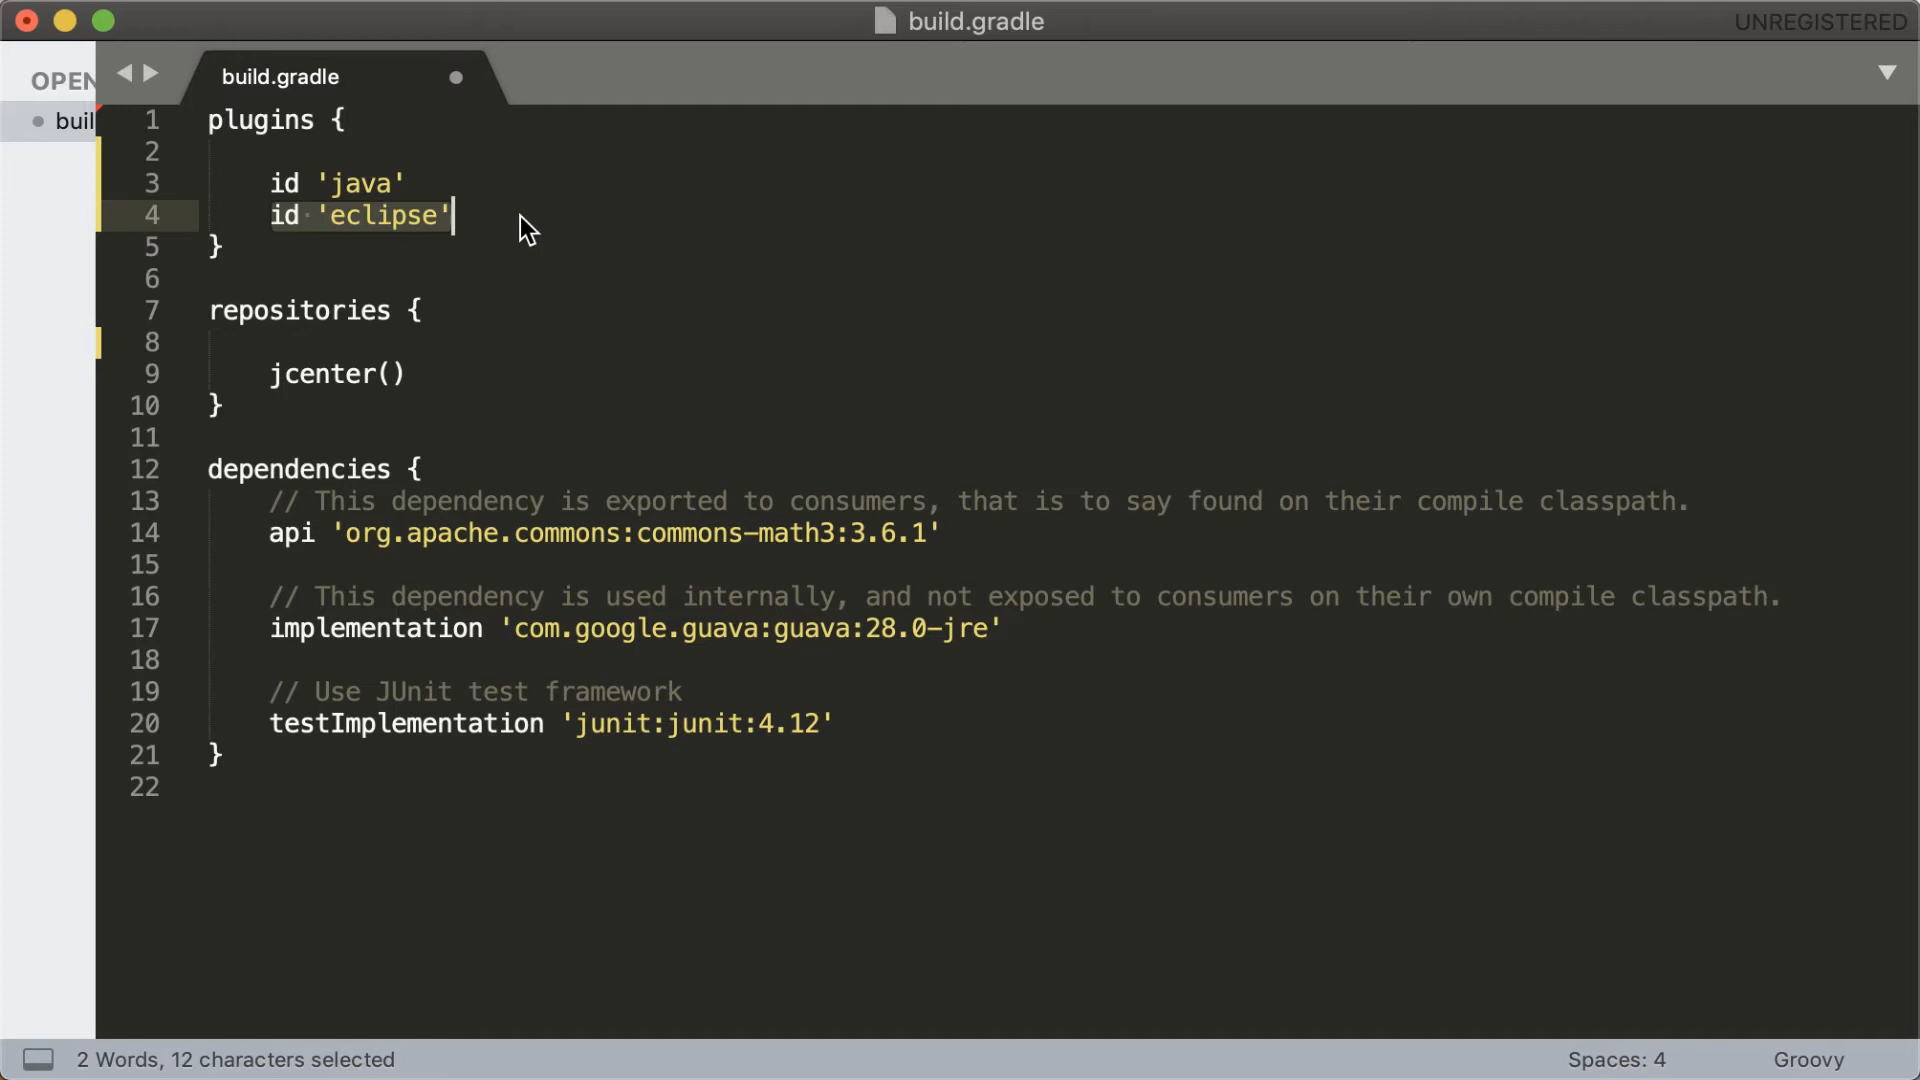 build.gradle
UNREGISTERED
OPEN
build.gradle
buil
1 plugins {
2
3 id 'java'
4 id 'eclipse'
5 }
6
7 repositories {
8
9 jcenter()
10 }
11
12 dependencies {
13 // This dependency is exported to consumers, that is to say found on their compile classpath.
14 api 'org.apache.commons:commons-math3:3.6.1'
15
16 // This dependency is used internally, and not exposed to consumers on their own compile classpath.
17 implementation 'com.google.guava:guava:28.0-jre'
18
19 // Use JUnit test framework
20 testImplementation 'junit:junit:4.12'
21 }
22
2 Words, 12 characters selected
Spaces: 4
Groovy